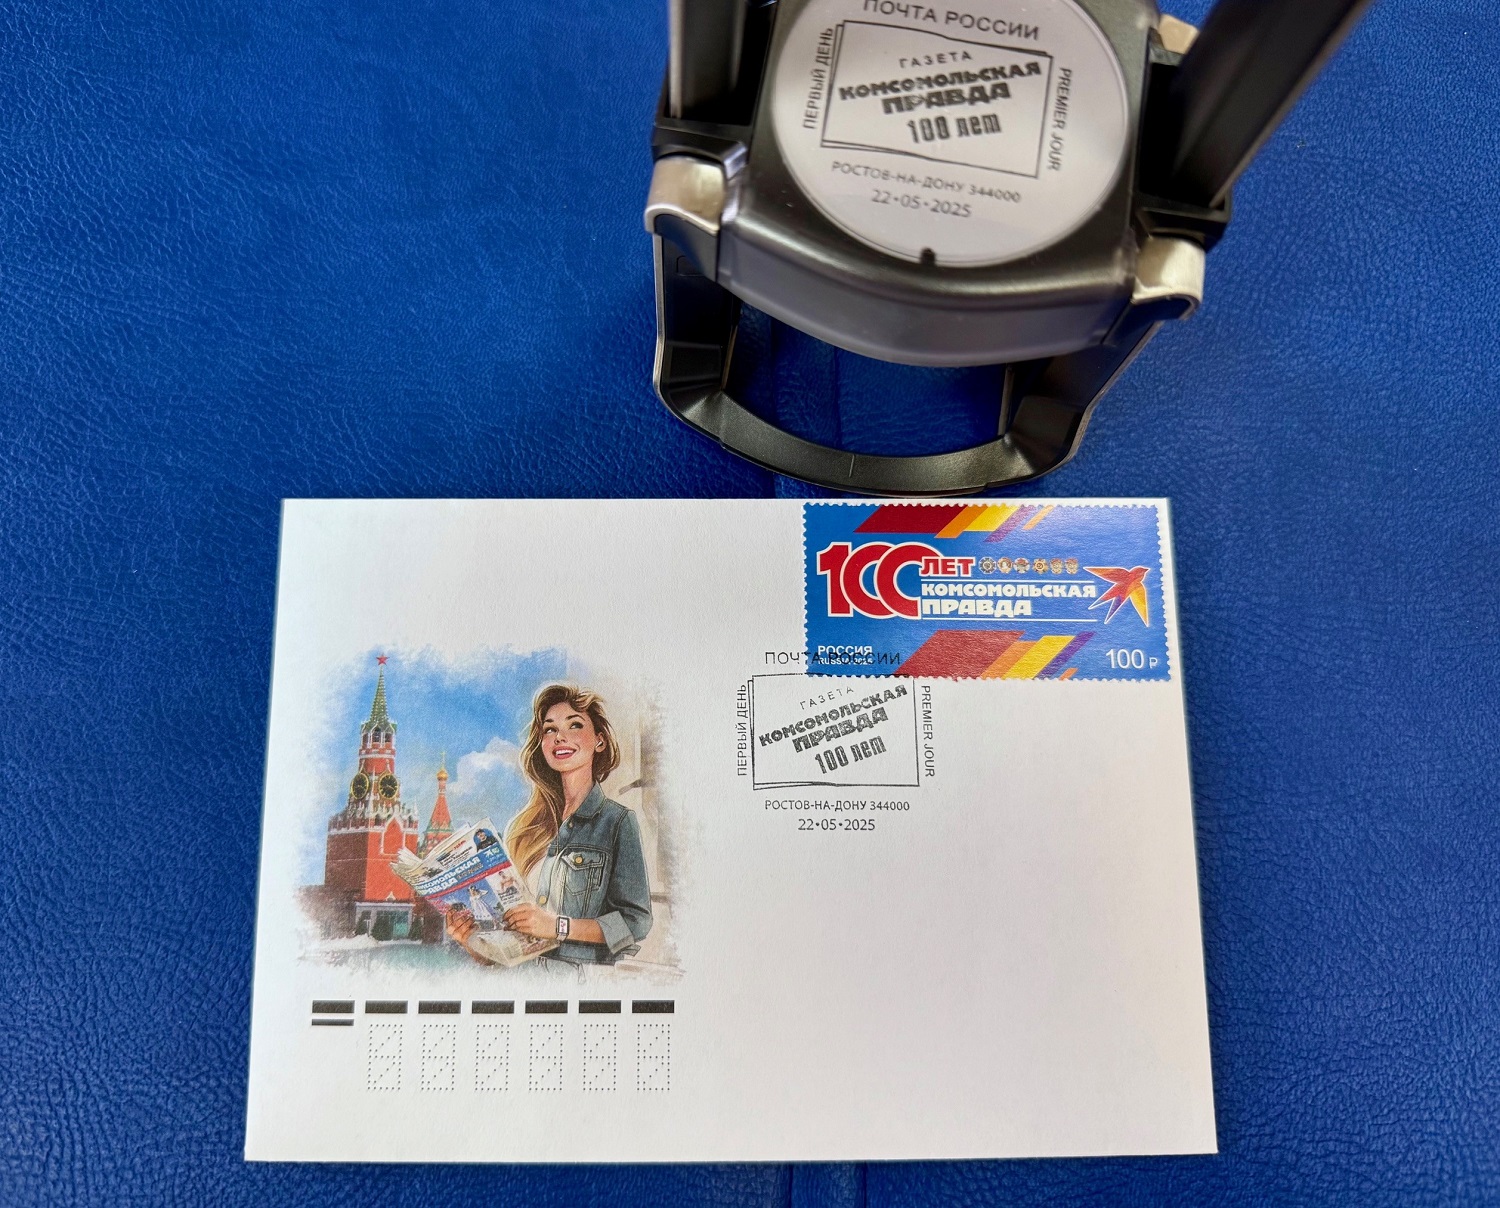 ПОЧТА РОССИИ
ПЕРВЫЙ ДЕНЬ
ГАЗЕТА
КОМСОМОЛЬСКАЯ
ПРАВДА
100 лет
PREMIER JOUR
РОСТОВ-НА-ДОНУ 344000
22•05•2025
100 ЛЕТ
КОМСОМОЛЬСКАЯ
ПРАВДА
РОССИЯ
100 Р
ПОЧТА РОССИИ
ПЕРВЫЙ ДЕНЬ
ГАЗЕТА
КОМСОМОЛЬСКАЯ
ПРАВДА
100 лет
PREMIER JOUR
РОСТОВ-НА-ДОНУ 344000
22•05•2025
КОМСОМОЛЬСКАЯ
ПРАВДА